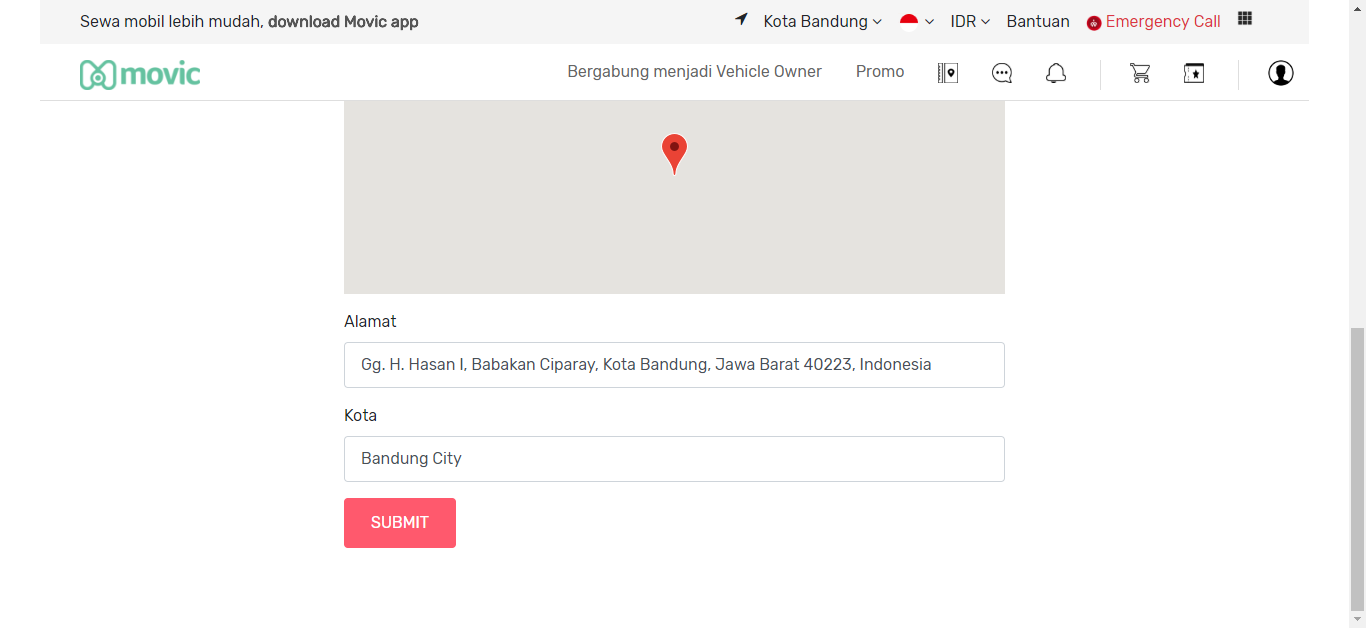 Sewa mobil lebih mudah, download Movic app
Kota Bandung IDR Bantuan Emergency Call
movic Bergabung menjadi Vehicle Owner Promo
Alamat
Gg. H. Hasan I, Babakan Ciparay, Kota Bandung, Jawa Barat 40223, Indonesia
Kota
Bandung City
SUBMIT